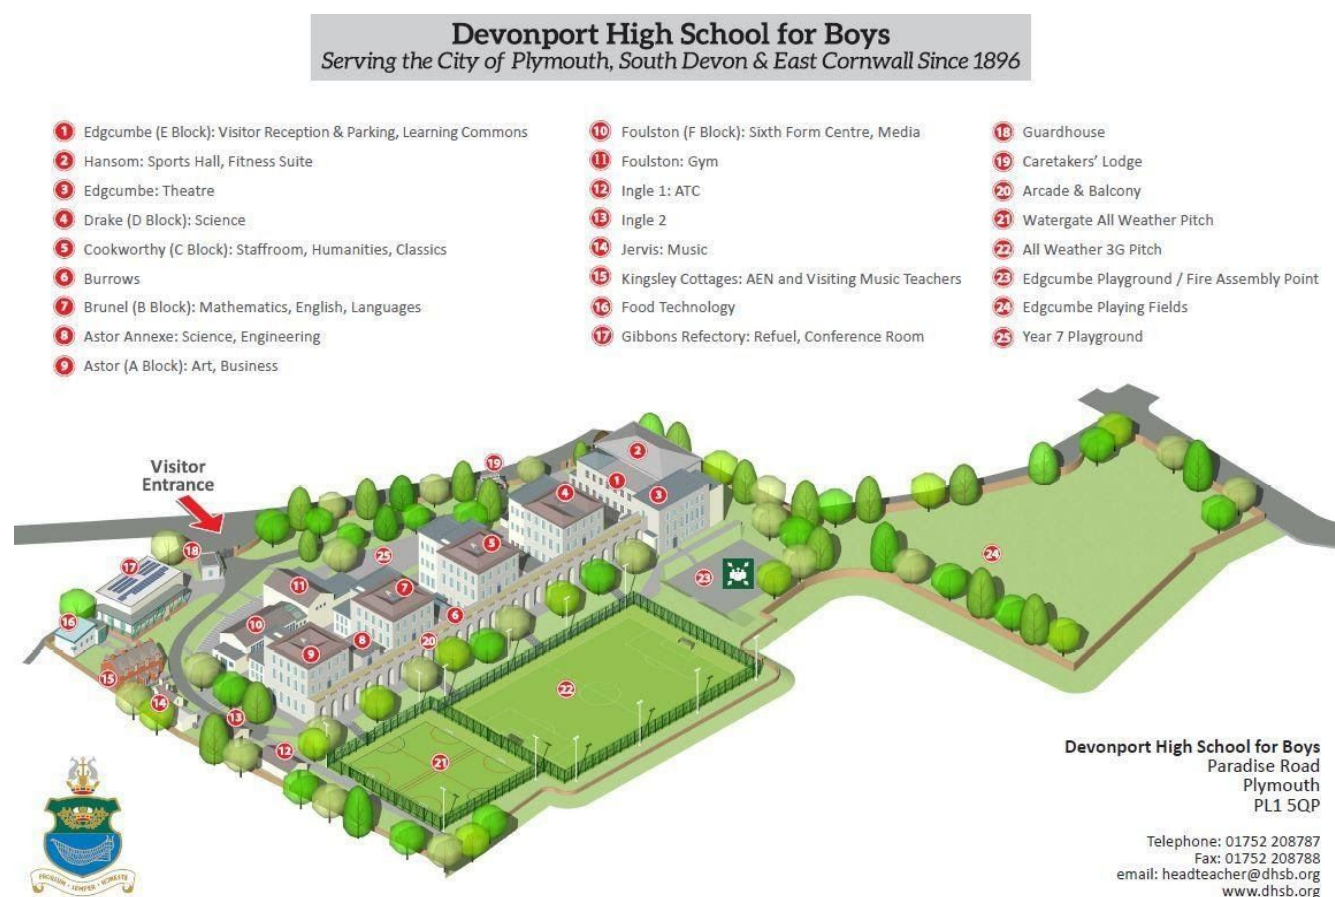 Devonport High School for Boys
Serving the City of Plymouth, South Devon & East Cornwall Since 1896
1 Edgcumbe (E Block): Visitor Reception & Parking, Learning Commons
2 Hansom: Sports Hall, Fitness Suite
3 Edgcumbe: Theatre
4 Drake (D Block): Science
5 Cookworthy (C Block): Staffroom, Humanities, Classics
6 Burrows
7 Brunel (B Block): Mathematics, English, Languages
8 Astor Annexe: Science, Engineering
9 Astor (A Block): Art, Business
10 Foulston (F Block): Sixth Form Centre, Media
11 Foulston: Gym
12 Ingle 1: ATC
13 Ingle 2
14 Jervis: Music
15 Kingsley Cottages: AEN and Visiting Music Teachers
16 Food Technology
17 Gibbons Refectory: Refuel, Conference Room
18 Guardhouse
19 Caretakers' Lodge
20 Arcade & Balcony
21 Watergate All Weather Pitch
22 All Weather 3G Pitch
23 Edgcumbe Playground / Fire Assembly Point
24 Edgcumbe Playing Fields
25 Year 7 Playground
Visitor
Entrance
2
19
1
4
3
5
18
25
17
24
11
7
23
6
16
10
8
20
9
15
22
14
13
12
21
PRORSUM · SEMPER · HONESTE
Devonport High School for Boys
Paradise Road
Plymouth
PL1 5QP
Telephone: 01752 208787
Fax: 01752 208788
email: headteacher@dhsb.org
www.dhsb.org